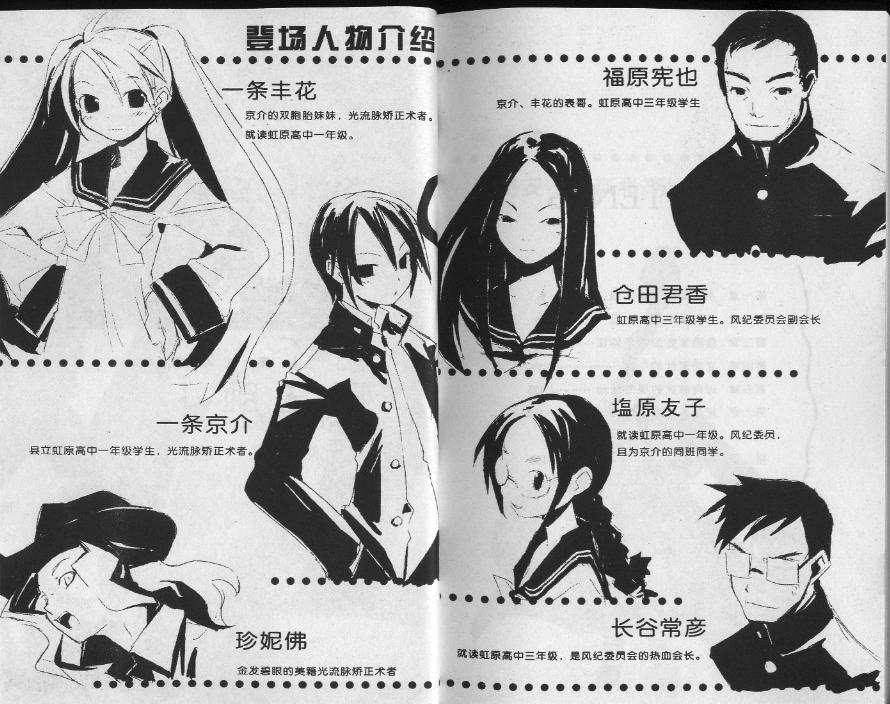 登场人物介绍
一条丰花
京介的双胞胎妹妹，光流脉矫正术者。
就读虹原高中一年级。
一条京介
县立虹原高中一年级学生，光流脉矫正术者。
珍妮佛
金发碧眼的美籍光流脉矫正术者
福原宪也
京介、丰花的表哥。虹原高中三年级学生
仓田君香
虹原高中三年级学生。风纪委员会副会长
塩原友子
就读虹原高中一年级。风纪委员，
且为京介的同班同学。
长谷常彦
就读虹原高中三年级，是风纪委员会的热血会长。